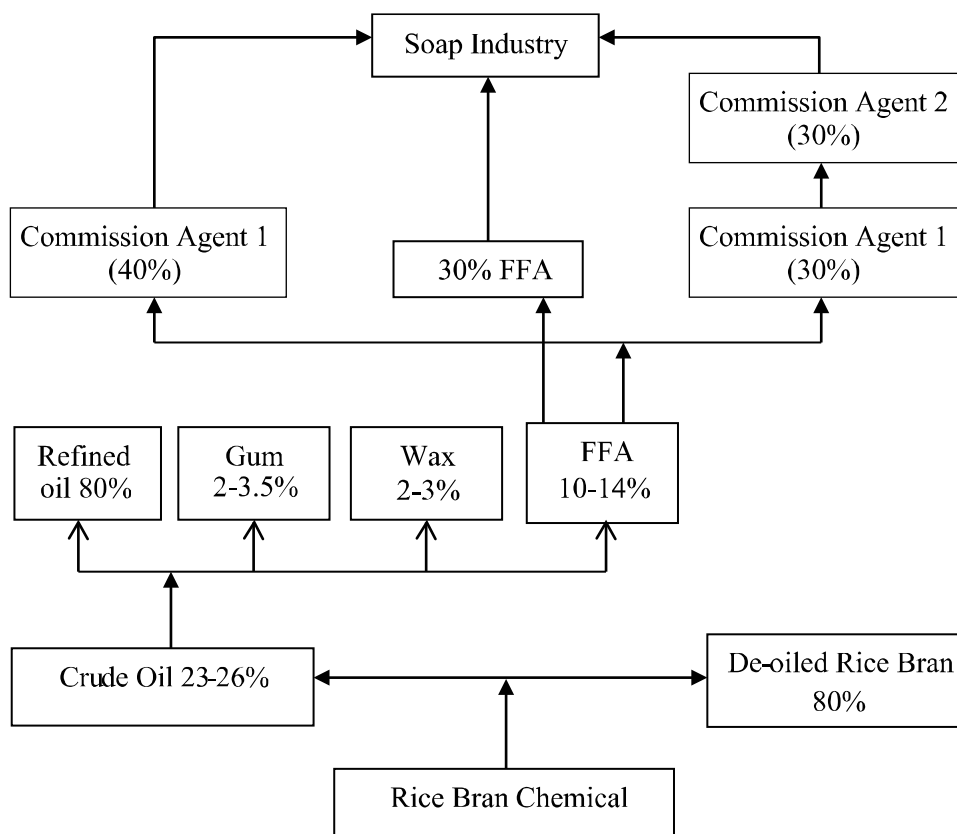 Soap Industry
Commission Agent 2
(30%)
Commission Agent 1
(40%)
30% FFA
Commission Agent 1
(30%)
Refined
oil 80%
Gum
2-3.5%
Wax
2-3%
FFA
10-14%
Crude Oil 23-26%
De-oiled Rice Bran
80%
Rice Bran Chemical